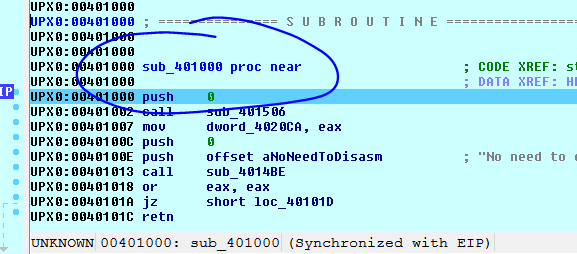 UPX0:00401000
UPX0:00401000 ; =============== S U B R O U T I N E =====================
UPX0:00401000
UPX0:00401000
UPX0:00401000 sub_401000 proc near ; CODE XREF: st
UPX0:00401000 ; DATA XREF: HE
IP UPX0:00401000 push 0
UPX0:00401002 call sub_401506
UPX0:00401007 mov dword_4020CA, eax
UPX0:0040100C push 0
UPX0:0040100E push offset aNoNeedToDisasm ; "No need to d
UPX0:00401013 call sub_4014BE
UPX0:00401018 or eax, eax
UPX0:0040101A jz short loc_40101D
UPX0:0040101C retn
UNKNOWN 00401000: sub_401000 (Synchronized with EIP)